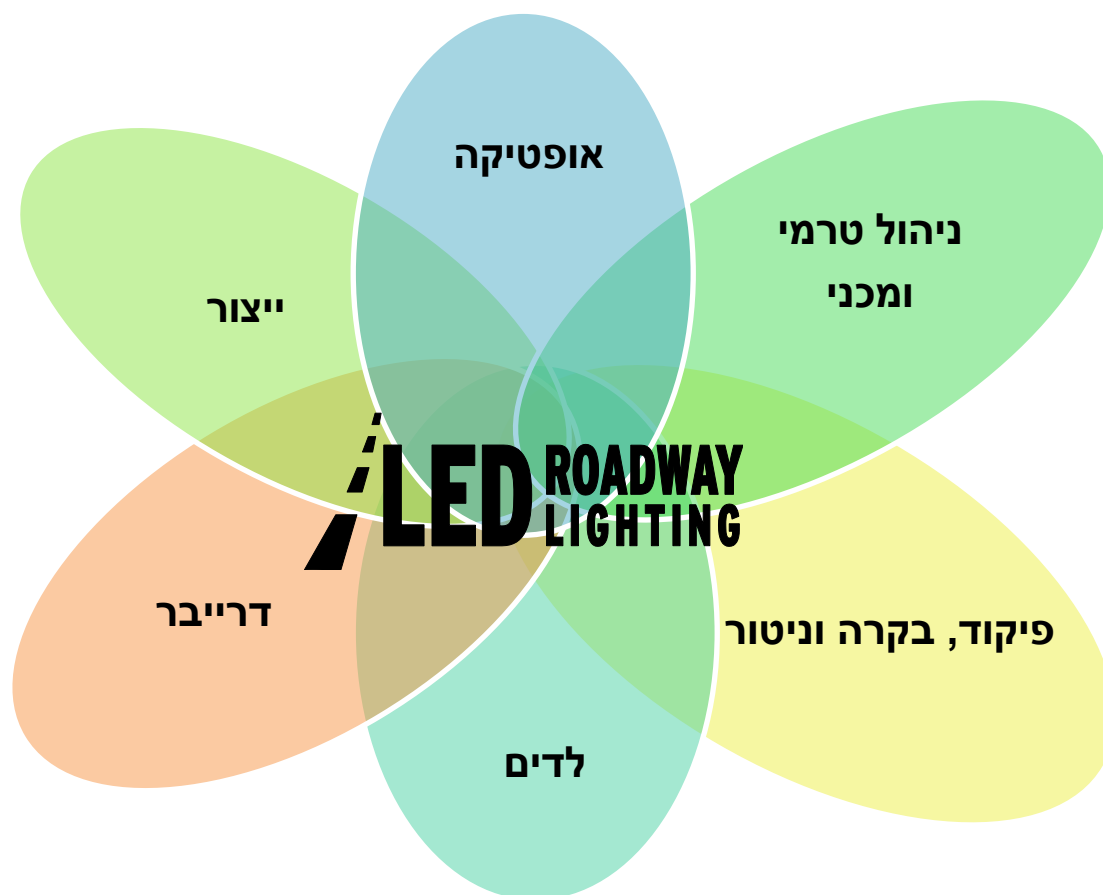 אופטיקה
ניהול טרמי
ומכני
ייצור
LED ROADWAY
LIGHTING
דרייבר
פיקוד, בקרה וניטור
לדים